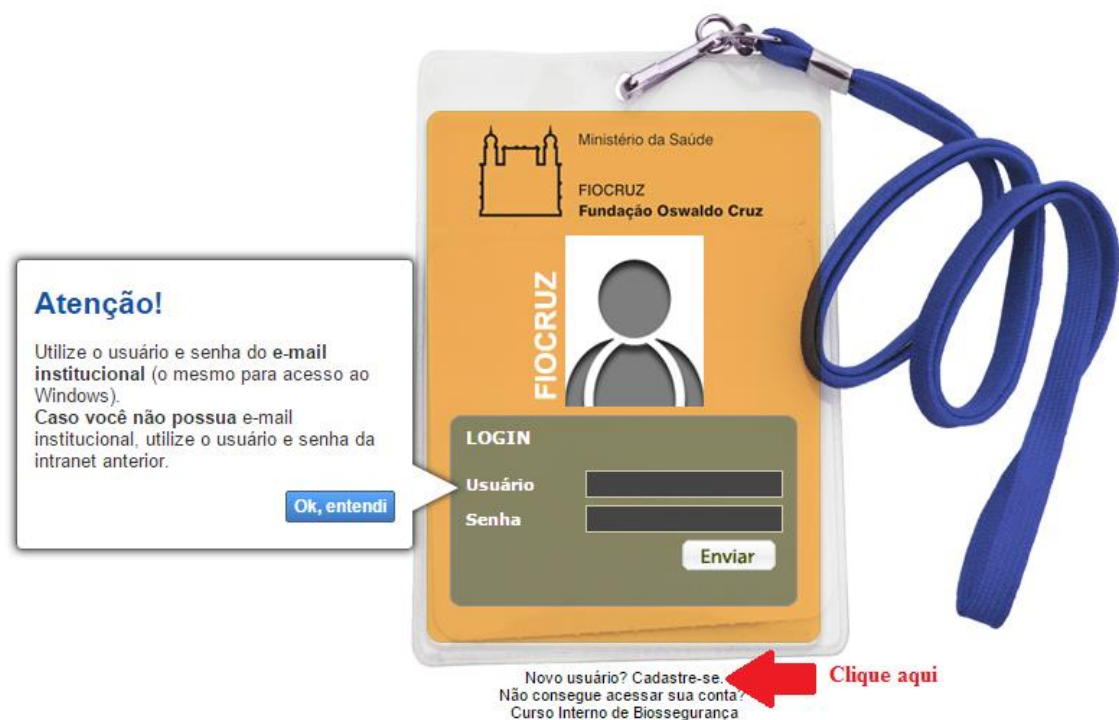 Ministério da Saúde
FIOCRUZ
Fundação Oswaldo Cruz
FIOCRUZ
Atenção!
Utilize o usuário e senha do e-mail
institucional (o mesmo para acesso ao
Windows).
Caso você não possua e-mail
institucional, utilize o usuário e senha da
intranet anterior.
Ok, entendi
LOGIN
Usuário
Senha
Enviar
Novo usuário? Cadastre-se.
Clique aqui
Não consegue acessar sua conta?
Curso Interno de Biossegurança